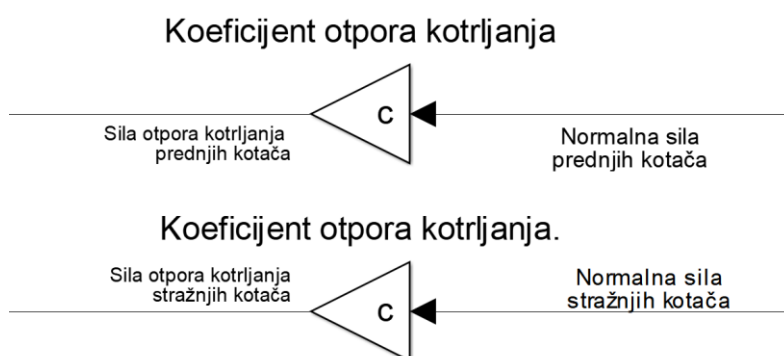 Koeficijent otpora kotrljanja
C
Sila otpora kotrljanja
prednjih kotača
Normalna sila
prednjih kotača
Koeficijent otpora kotrljanja.
Sila otpora kotrljanja
stražnjih kotača
C
Normalna sila
stražnjih kotača